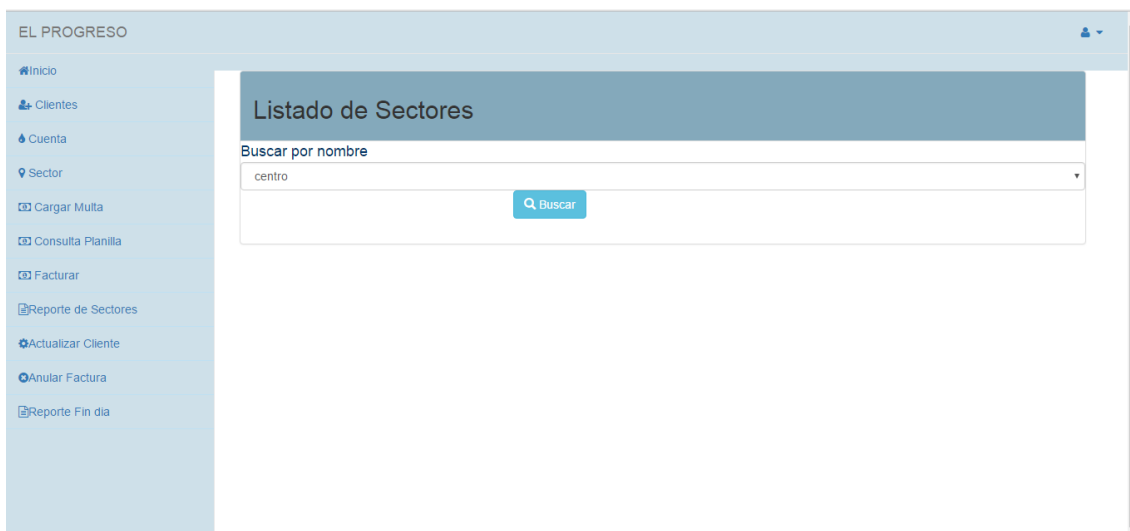 EL PROGRESO
Inicio
Clientes
Cuenta
Sector
Cargar Multa
Consulta Planilla
Facturar
Reporte de Sectores
Actualizar Cliente
Anular Factura
Reporte Fin dia
Listado de Sectores
Buscar por nombre
centro
Buscar